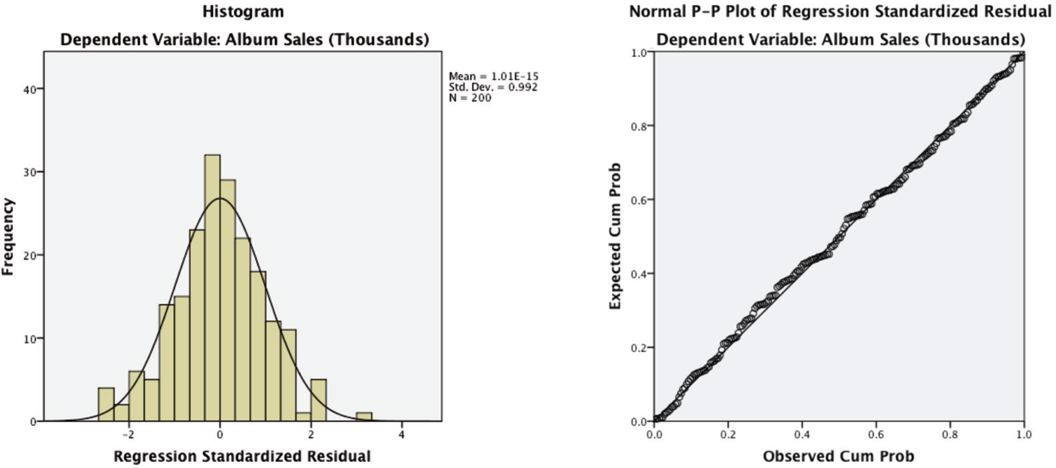 Histogram
Dependent Variable: Album Sales (Thousands)
Mean = 1.01E-15
Std. Dev. = 0.992
N = 200
Frequency
40
30
20
10
0
-2
0
2
4
Regression Standardized Residual
Normal P-P Plot of Regression Standardized Residual
Dependent Variable: Album Sales (Thousands)
Expected Cum Prob
1.0
0.8
0.6
0.4
0.2
0.0
0.0
0.2
0.4
0.6
0.8
1.0
Observed Cum Prob